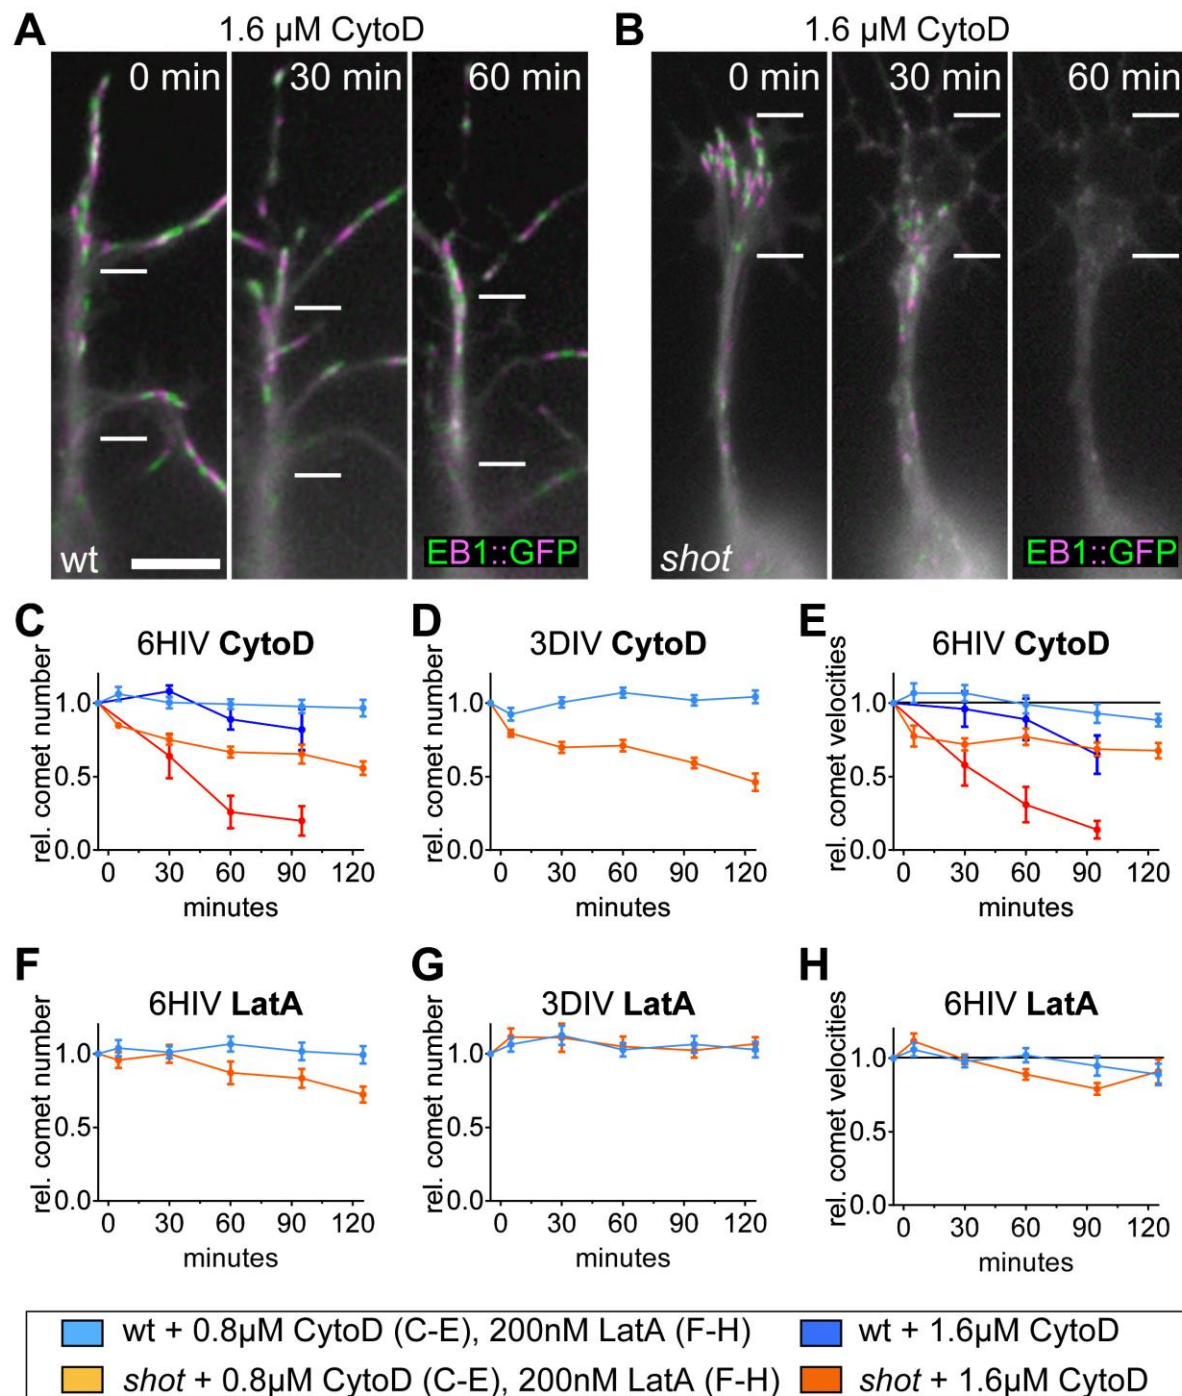 A
1.6 µM CytoD
0 min
30 min
60 min
wt
EB1::GFP
B
1.6 µM CytoD
0 min
30 min
60 min
shot
EB1::GFP
C
6HIV CytoD
rel. comet number
1.0
0.5
0.0
0 30 60 90 120
minutes
D
3DIV CytoD
rel. comet number
1.0
0.5
0.0
0 30 60 90 120
minutes
E
6HIV CytoD
rel. comet velocities
1.0
0.5
0.0
0 30 60 90 120
minutes
F
6HIV LatA
rel. comet number
1.0
0.5
0.0
0 30 60 90 120
minutes
G
3DIV LatA
rel. comet number
1.0
0.5
0.0
0 30 60 90 120
minutes
H
6HIV LatA
rel. comet velocities
1.0
0.5
0.0
0 30 60 90 120
minutes
wt + 0.8µM CytoD (C-E), 200nM LatA (F-H)
wt + 1.6µM CytoD
shot + 0.8µM CytoD (C-E), 200nM LatA (F-H)
shot + 1.6µM CytoD